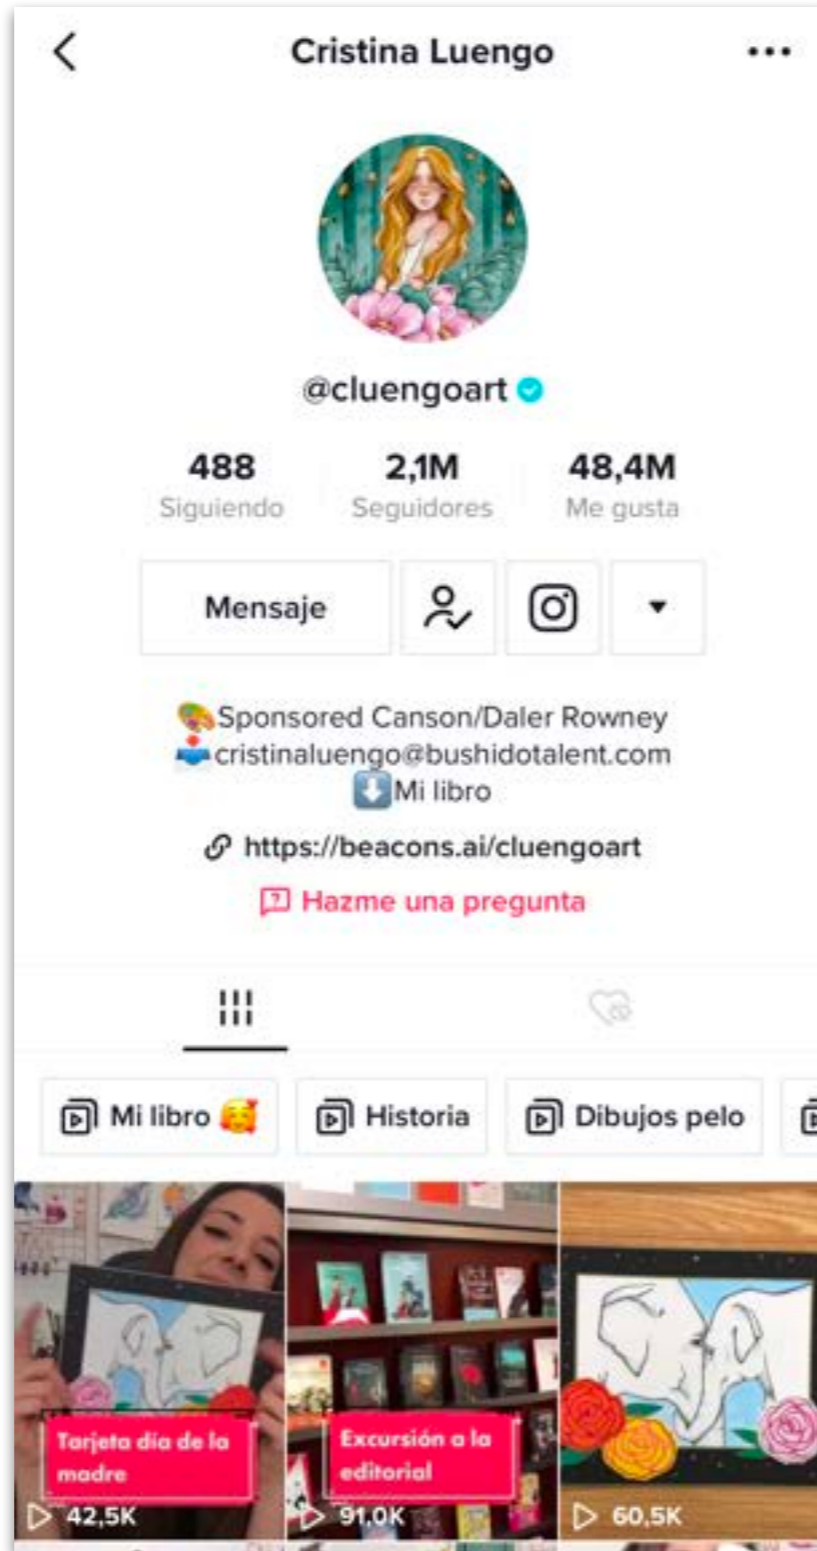 Cristina Luengo
@cluengoart
488 2,1M 48,4M
Siguiendo Seguidores Me gusta
Mensaje
🎨Sponsored Canson/Daler Rowney
📥cristinaluengo@bushidotalent.com
⬇️Mi libro
https://beacons.ai/cluengoart
Hazme una pregunta
Mi libro 🥰 Historia Dibujos pelo
Tarjeta día de la
madre
42,5K
Excursión a la
editorial
91,0K
60,5K